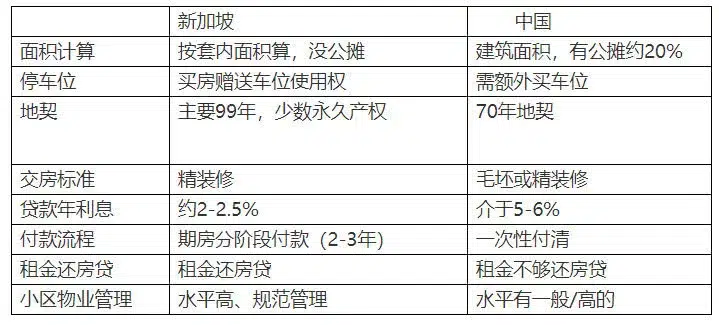 新加坡 中国
面积计算 按套内面积算，没公摊 建筑面积，有公摊约20%
停车位 买房赠送车位使用权 需额外买车位
地契 主要99年，少数永久产权 70年地契
交房标准 精装修 毛坯或精装修
贷款年利息 约2-2.5% 介于5-6%
付款流程 期房分阶段付款（2-3年） 一次性付清
租金还房贷 租金还房贷 租金不够还房贷
小区物业管理 水平高、规范管理 水平有一般/高的